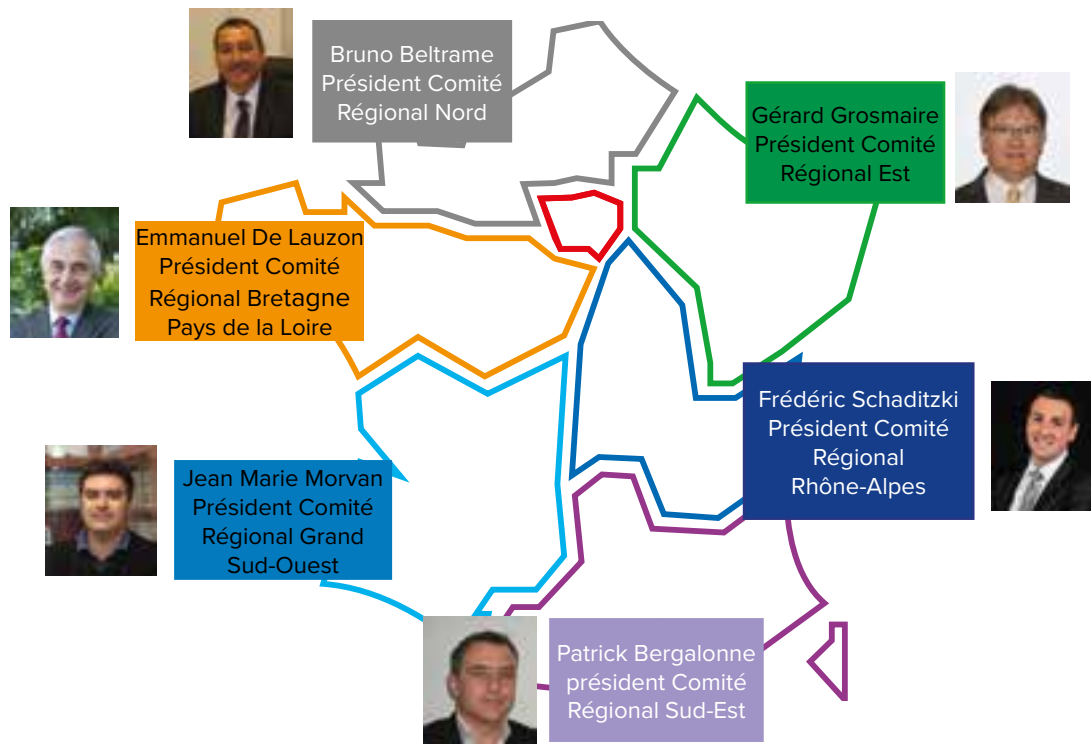 Bruno Beltrame
Président Comité
Régional Nord
Gérard Grosmaire
Président Comité
Régional Est
Emmanuel De Lauzon
Président Comité
Régional Bretagne
Pays de la Loire
Frédéric Schaditzki
Président Comité
Régional
Rhône-Alpes
Jean Marie Morvan
Président Comité
Régional Grand
Sud-Ouest
Patrick Bergalonne
président Comité
Régional Sud-Est